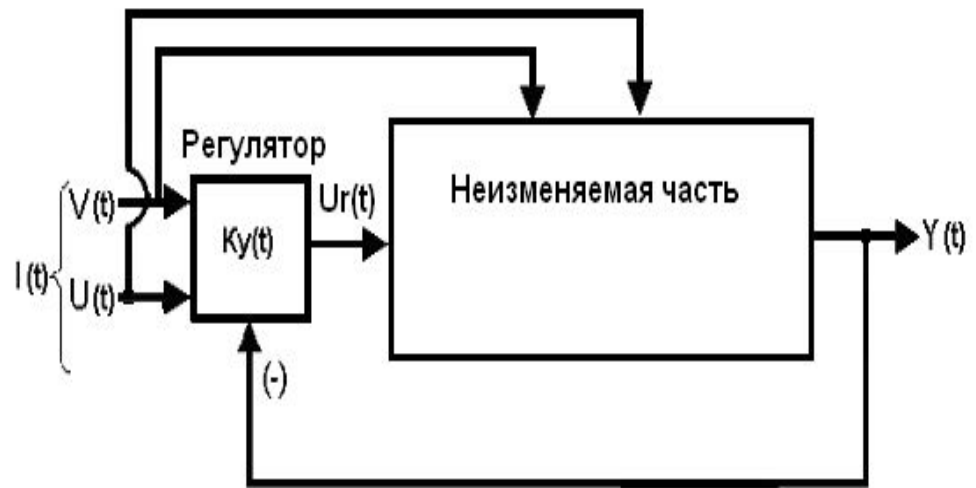 Регулятор
V(t)
Ur(t)
Неизменяемая часть
Ky(t)
Y(t)
I(t)
U(t)
(-)